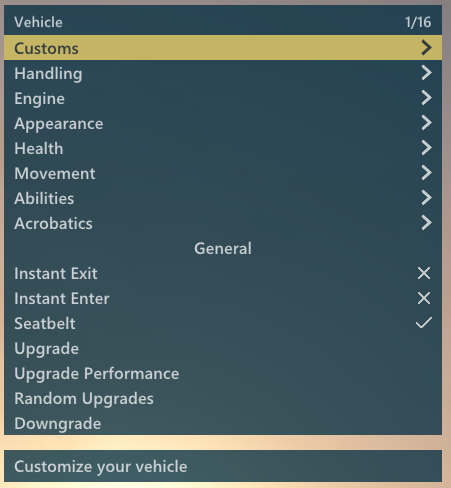 Vehicle 1/16
Customs
Handling
Engine
Appearance
Health
Movement
Abilities
Acrobatics
General
Instant Exit
Instant Enter
Seatbelt
Upgrade
Upgrade Performance
Random Upgrades
Downgrade
Customize your vehicle